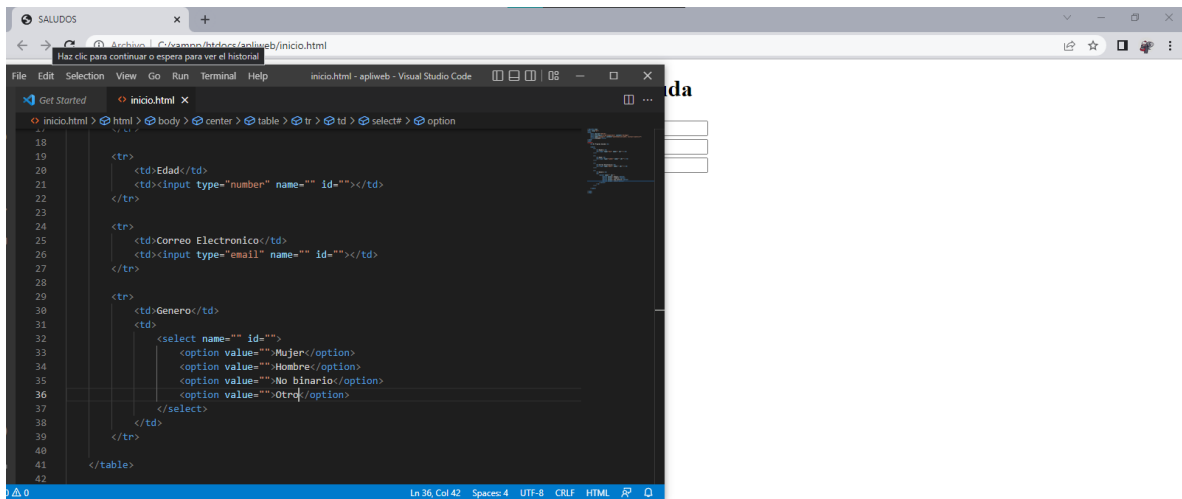 SALUDOS
Archivo | C:/xampp/htdocs/apliweb/inicio.html
Haz clic para continuar o espera para ver el historial
File Edit Selection View Go Run Terminal Help inicio.html - apliweb - Visual Studio Code
uda
Get Started inicio.html
inicio.html > html > body > center > table > tr > td > select# > option
17 </tr>
18
19 <tr>
20 <td>Edad</td>
21 <td><input type="number" name="" id=""></td>
22 </tr>
23
24 <tr>
25 <td>Correo Electronico</td>
26 <td><input type="email" name="" id=""></td>
27 </tr>
28
29 <tr>
30 <td>Genero</td>
31 <td>
32 <select name="" id="">
33 <option value="">Mujer</option>
34 <option value="">Hombre</option>
35 <option value="">No binario</option>
36 <option value="">Otro</option>
37 </select>
38 </td>
39 </tr>
40
41 </table>
42
0 Ln 36, Col 42 Spaces: 4 UTF-8 CRLF HTML